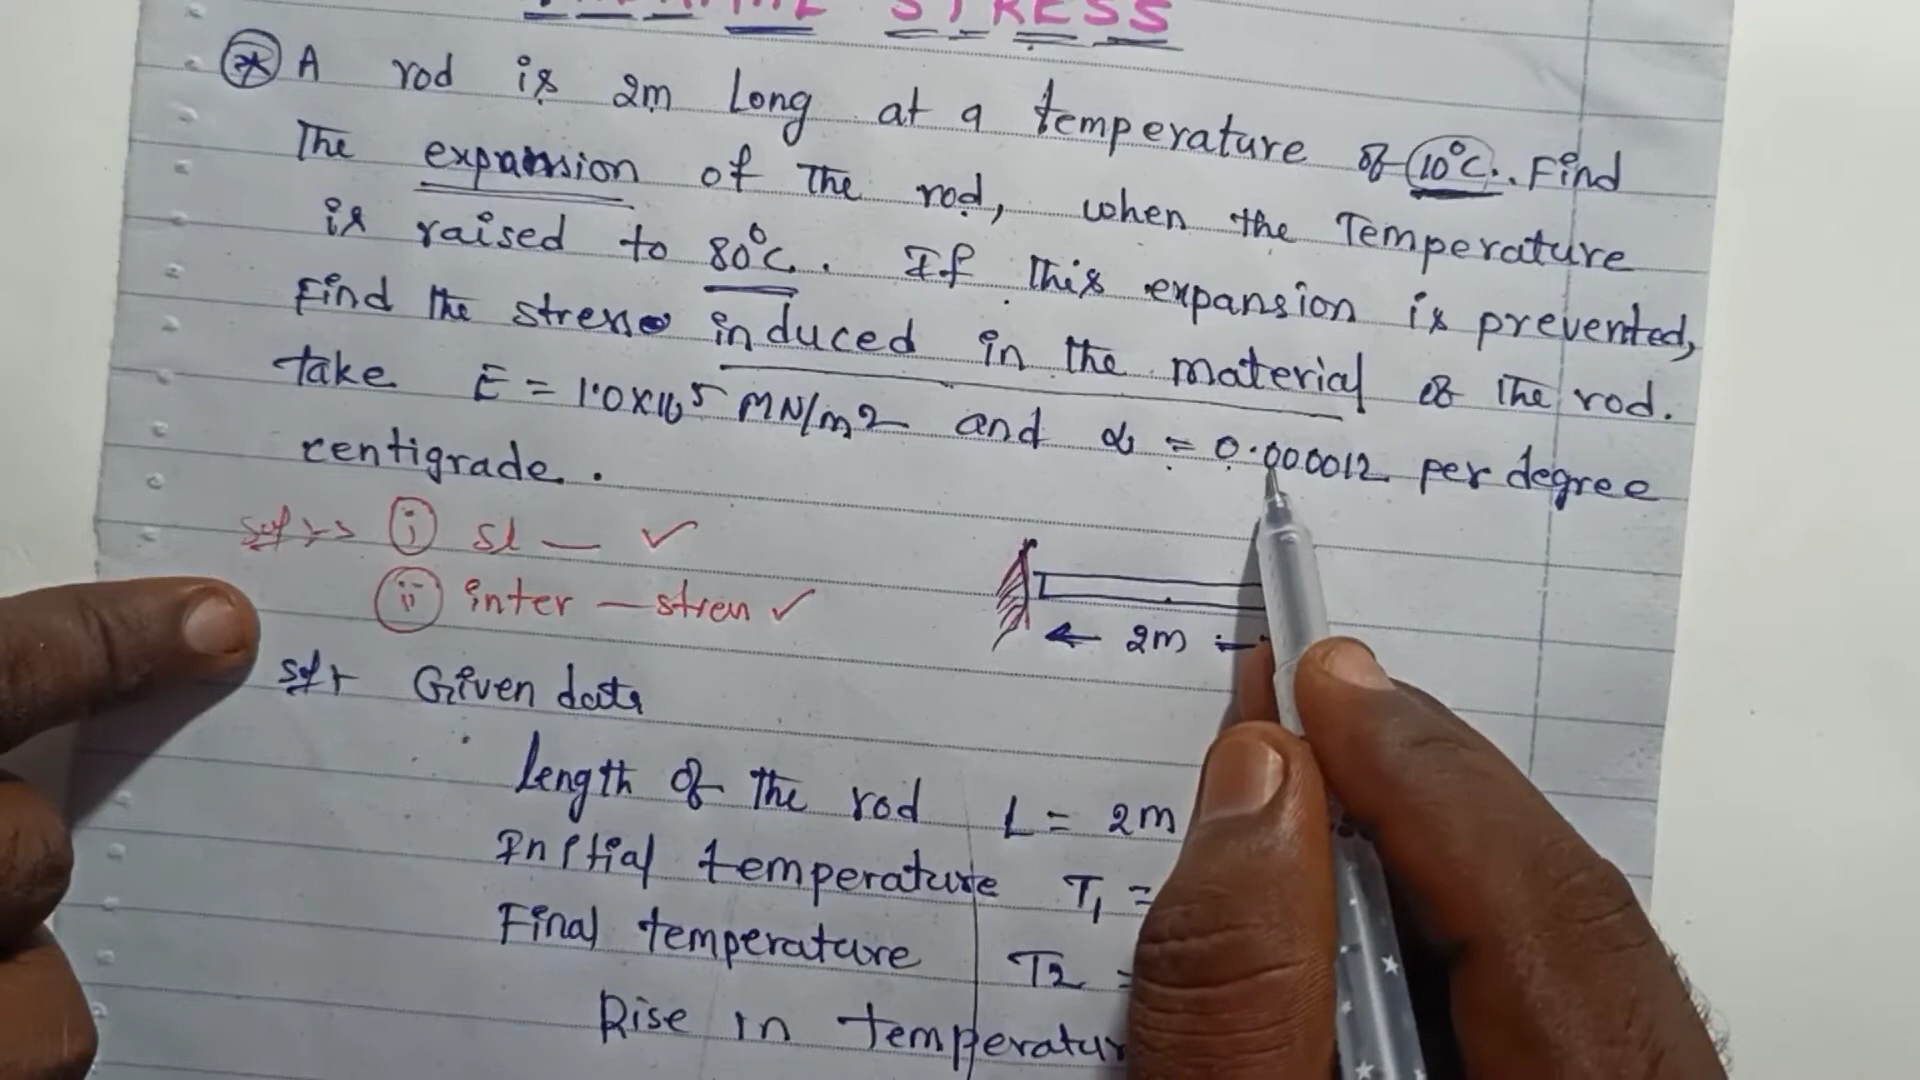 STRESS
A rod is 2m Long at a temperature of 10°C. Find
The expansion of The rod, when the Temperature
is raised to 80°C. If This expansion is prevented,
Find the stress induced in the material of The rod.
take E = 1.0×10⁵ MN/m2 and α = 0.000012 per degree
centigrade.
(i) sl — ✓
(ii) inter — stren ✓
2m
Given data
Length of the rod L = 2m
Initial temperature T₁ =
Final temperature T2 =
Rise in temperatur